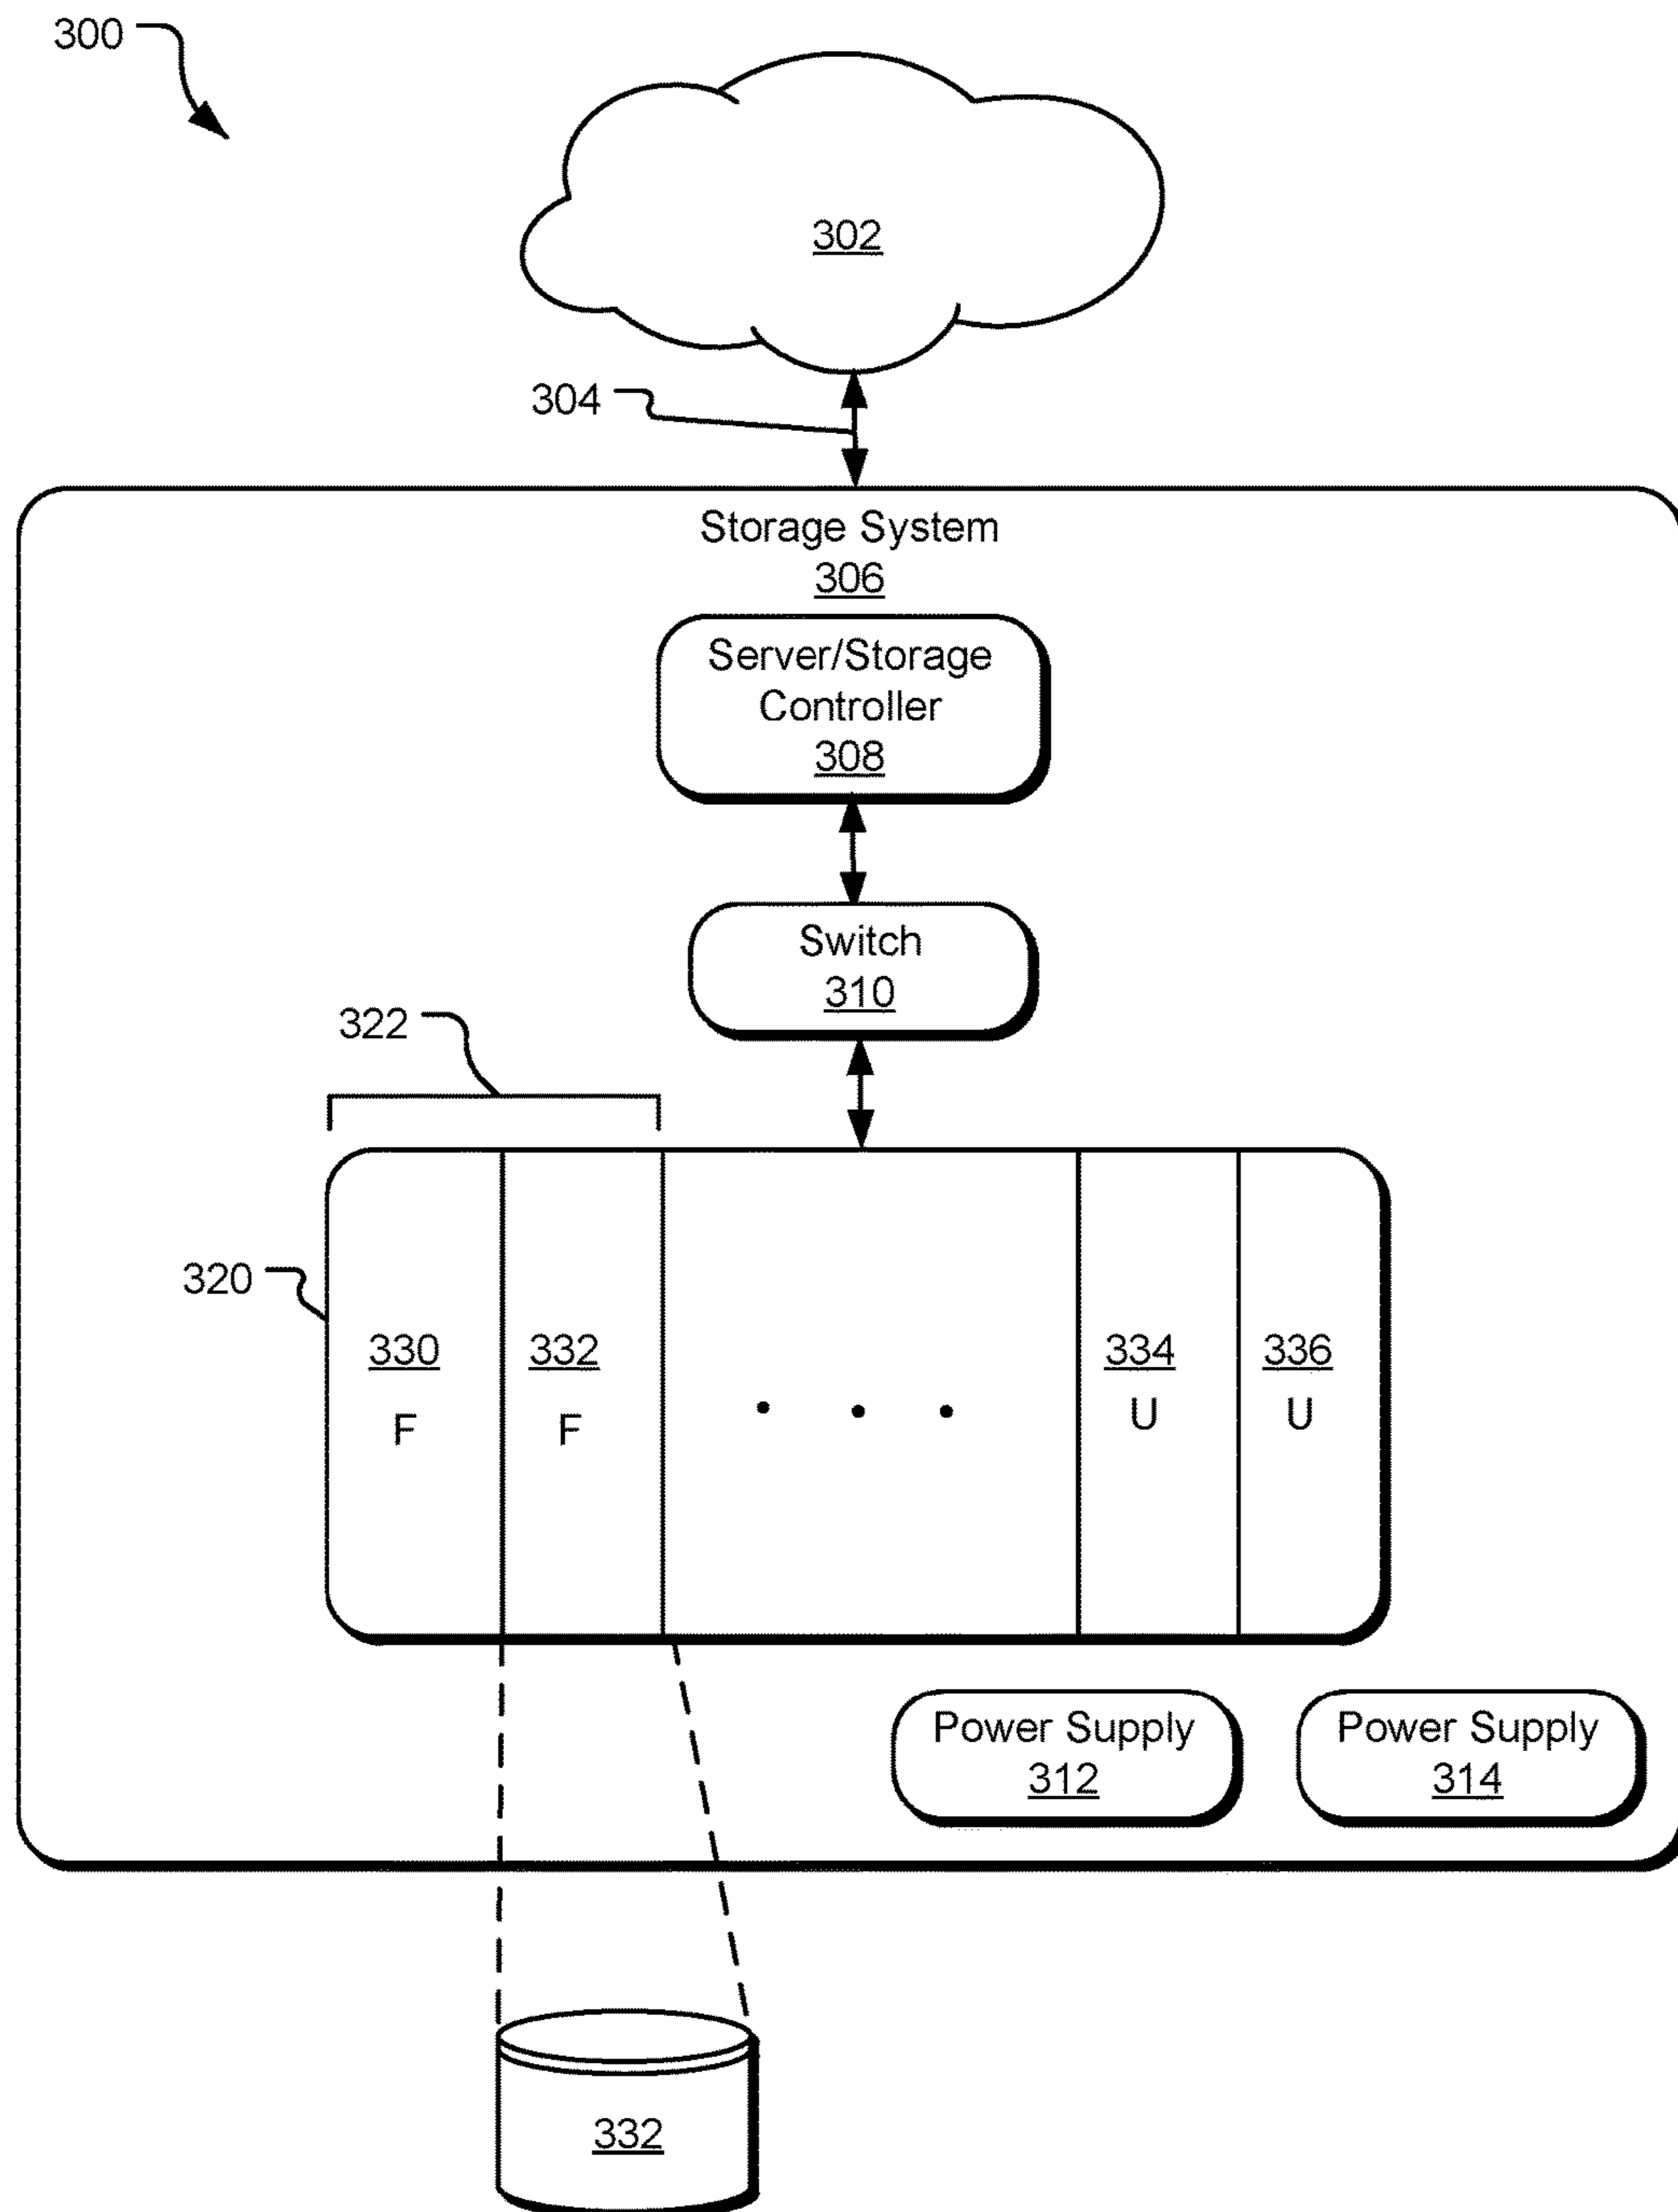 300
302
304
Storage System
306
Server/Storage
Controller
308
Switch
310
322
320
330 332 334 336
F F U U
Power Supply Power Supply
312 314
332